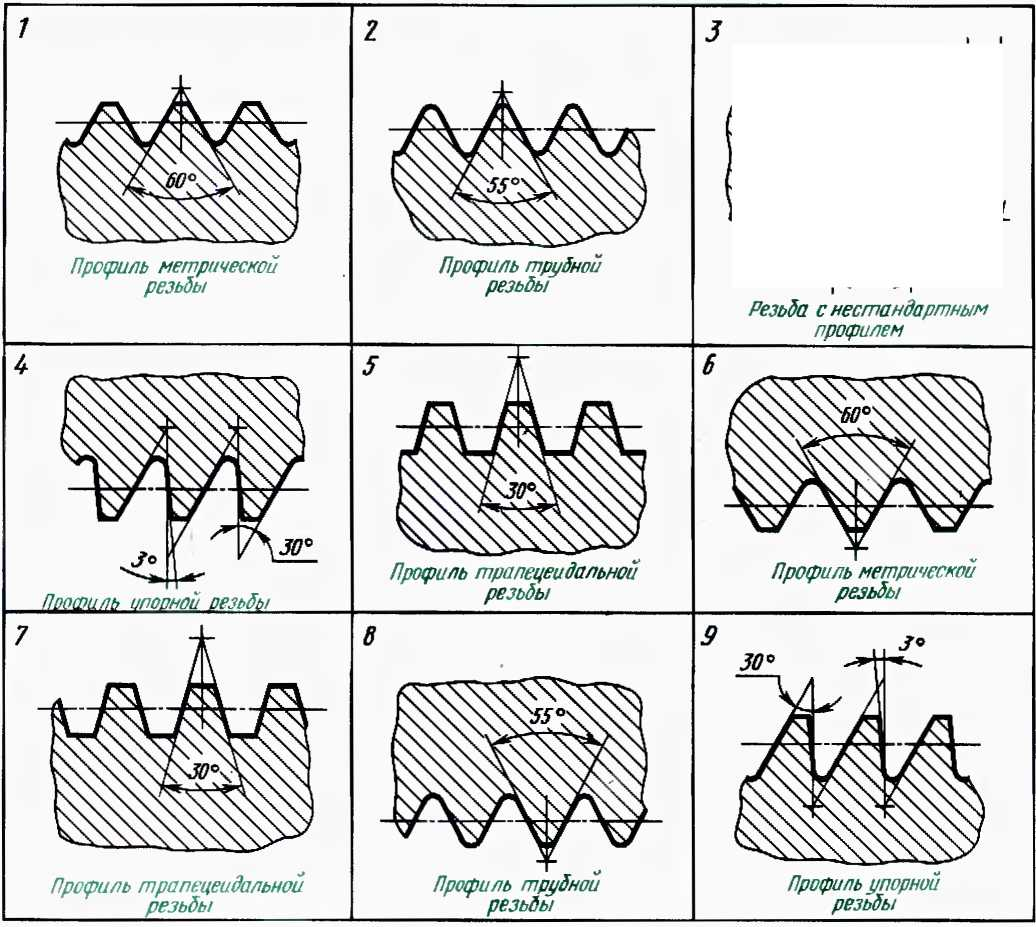 1
60°
Профиль метрической
резьбы
2
55°
Профиль трубной
резьбы
3
Резьба с нестандартным
профилем
4
3°
30°
Профиль упорной резьбы
5
30°
Профиль трапецеидальной
резьбы
6
60°
Профиль метрической
резьбы
7
30°
Профиль трапецеидальной
резьбы
8
55°
Профиль трубной
резьбы
9
30°
3°
Профиль упорной
резьбы